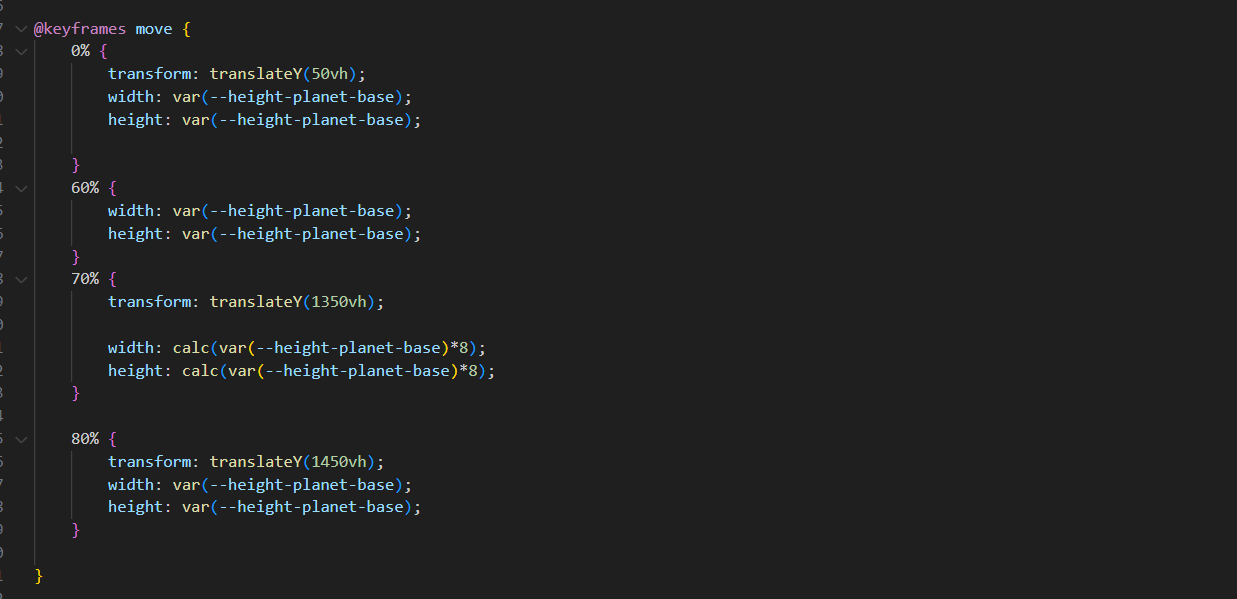 @keyframes move {
0% {
transform: translateY(50vh);
width: var(--height-planet-base);
height: var(--height-planet-base);
}
60% {
width: var(--height-planet-base);
height: var(--height-planet-base);
}
70% {
transform: translateY(1350vh);
width: calc(var(--height-planet-base)*8);
height: calc(var(--height-planet-base)*8);
}
80% {
transform: translateY(1450vh);
width: var(--height-planet-base);
height: var(--height-planet-base);
}
}